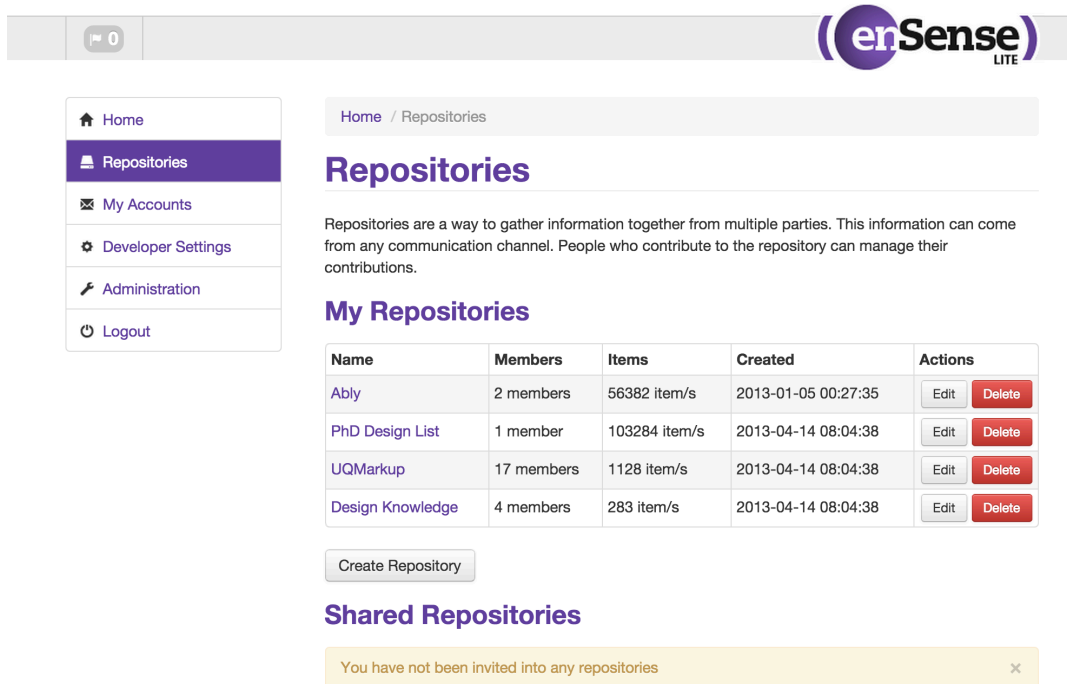 0
enSense
LITE
Home
Repositories
My Accounts
Developer Settings
Administration
Logout
Home / Repositories
Repositories
Repositories are a way to gather information together from multiple parties. This information can come
from any communication channel. People who contribute to the repository can manage their
contributions.
My Repositories
Name Members Items Created Actions
Ably 2 members 56382 item/s 2013-01-05 00:27:35 Edit Delete
PhD Design List 1 member 103284 item/s 2013-04-14 08:04:38 Edit Delete
UQMarkup 17 members 1128 item/s 2013-04-14 08:04:38 Edit Delete
Design Knowledge 4 members 283 item/s 2013-04-14 08:04:38 Edit Delete
Create Repository
Shared Repositories
You have not been invited into any repositories ×